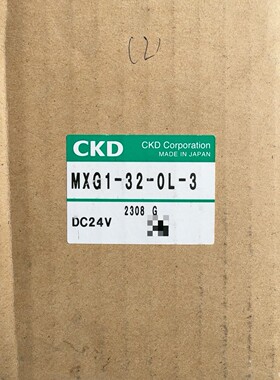 (2)
CKD
CKD Corporation
MADE IN JAPAN
MXG1-32-0L-3
2308 G
DC24V